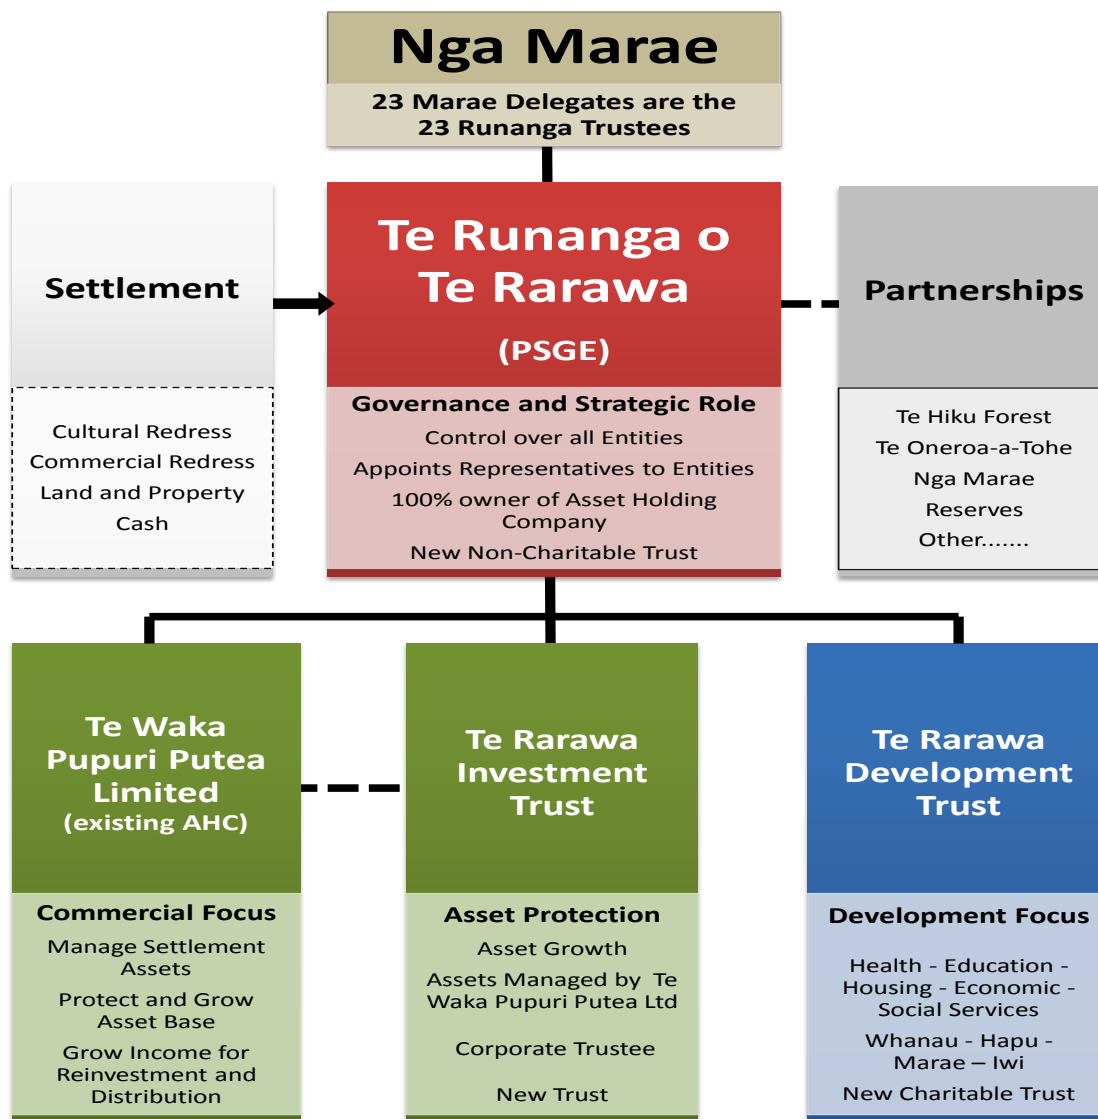 Nga Marae
23 Marae Delegates are the
23 Runanga Trustees
Settlement
Cultural Redress
Commercial Redress
Land and Property
Cash
Te Runanga o
Te Rarawa
(PSGE)
Governance and Strategic Role
Control over all Entities
Appoints Representatives to Entities
100% owner of Asset Holding
Company
New Non-Charitable Trust
Partnerships
Te Hiku Forest
Te Oneroa-a-Tohe
Nga Marae
Reserves
Other.......
Te Waka
Pupuri Putea
Limited
(existing AHC)
Commercial Focus
Manage Settlement
Assets
Protect and Grow
Asset Base
Grow Income for
Reinvestment and
Distribution
Te Rarawa
Investment
Trust
Asset Protection
Asset Growth
Assets Managed by Te
Waka Pupuri Putea Ltd
Corporate Trustee
New Trust
Te Rarawa
Development
Trust
Development Focus
Health - Education -
Housing - Economic -
Social Services
Whanau - Hapu -
Marae – Iwi
New Charitable Trust